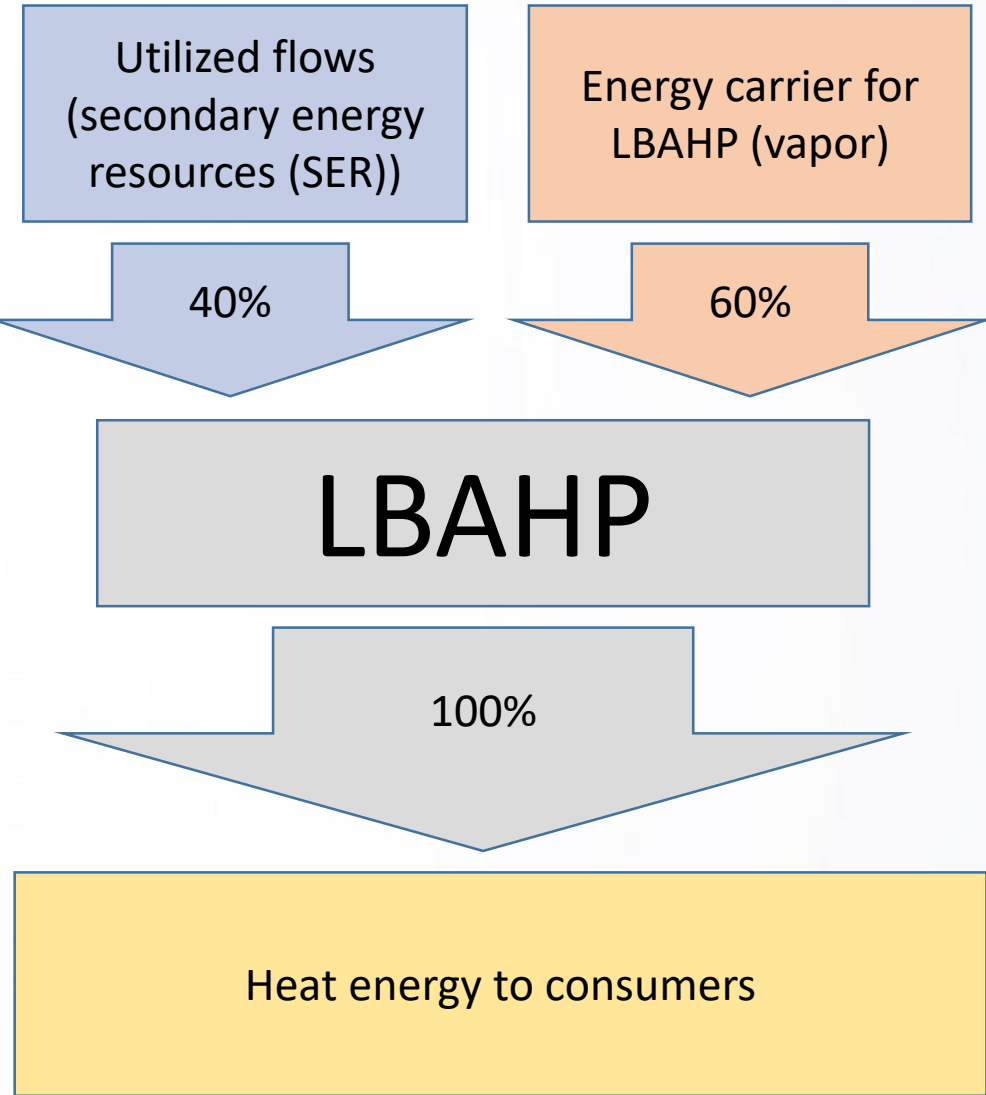 Utilized flows
(secondary energy
resources (SER))
Energy carrier for
LBAHP (vapor)
40%
60%
LBAHP
100%
Heat energy to consumers